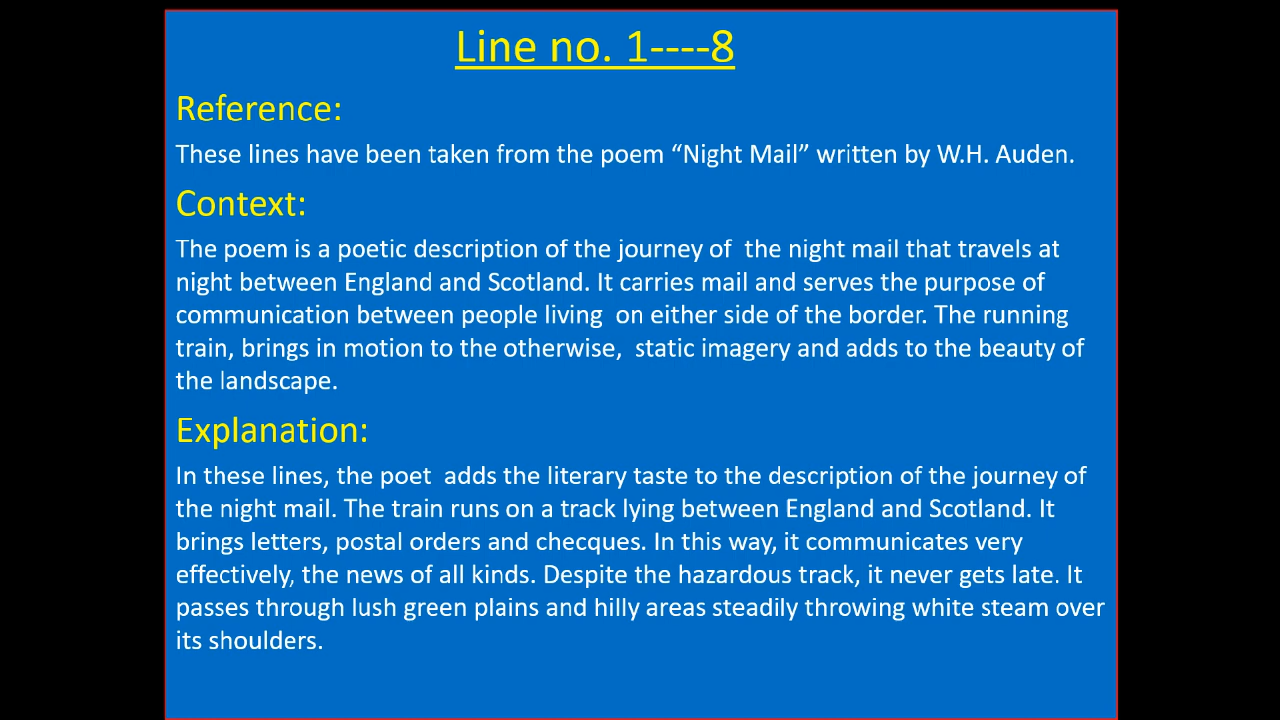 Line no. 1----8
Reference:
These lines have been taken from the poem “Night Mail” written by W.H. Auden.
Context:
The poem is a poetic description of the journey of  the night mail that travels at
night between England and Scotland. It carries mail and serves the purpose of
communication between people living  on either side of the border. The running
train, brings in motion to the otherwise,  static imagery and adds to the beauty of
the landscape.
Explanation:
In these lines, the poet  adds the literary taste to the description of the journey of
the night mail. The train runs on a track lying between England and Scotland. It
brings letters, postal orders and checques. In this way, it communicates very
effectively, the news of all kinds. Despite the hazardous track, it never gets late. It
passes through lush green plains and hilly areas steadily throwing white steam over
its shoulders.